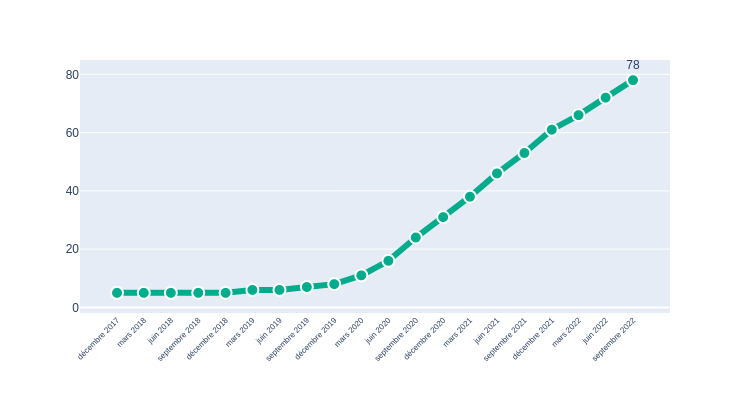 78
80
60
40
20
0
décembre 2017
mars 2018
juin 2018
septembre 2018
décembre 2018
mars 2019
juin 2019
septembre 2019
décembre 2019
mars 2020
juin 2020
septembre 2020
décembre 2020
mars 2021
juin 2021
septembre 2021
décembre 2021
mars 2022
juin 2022
septembre 2022